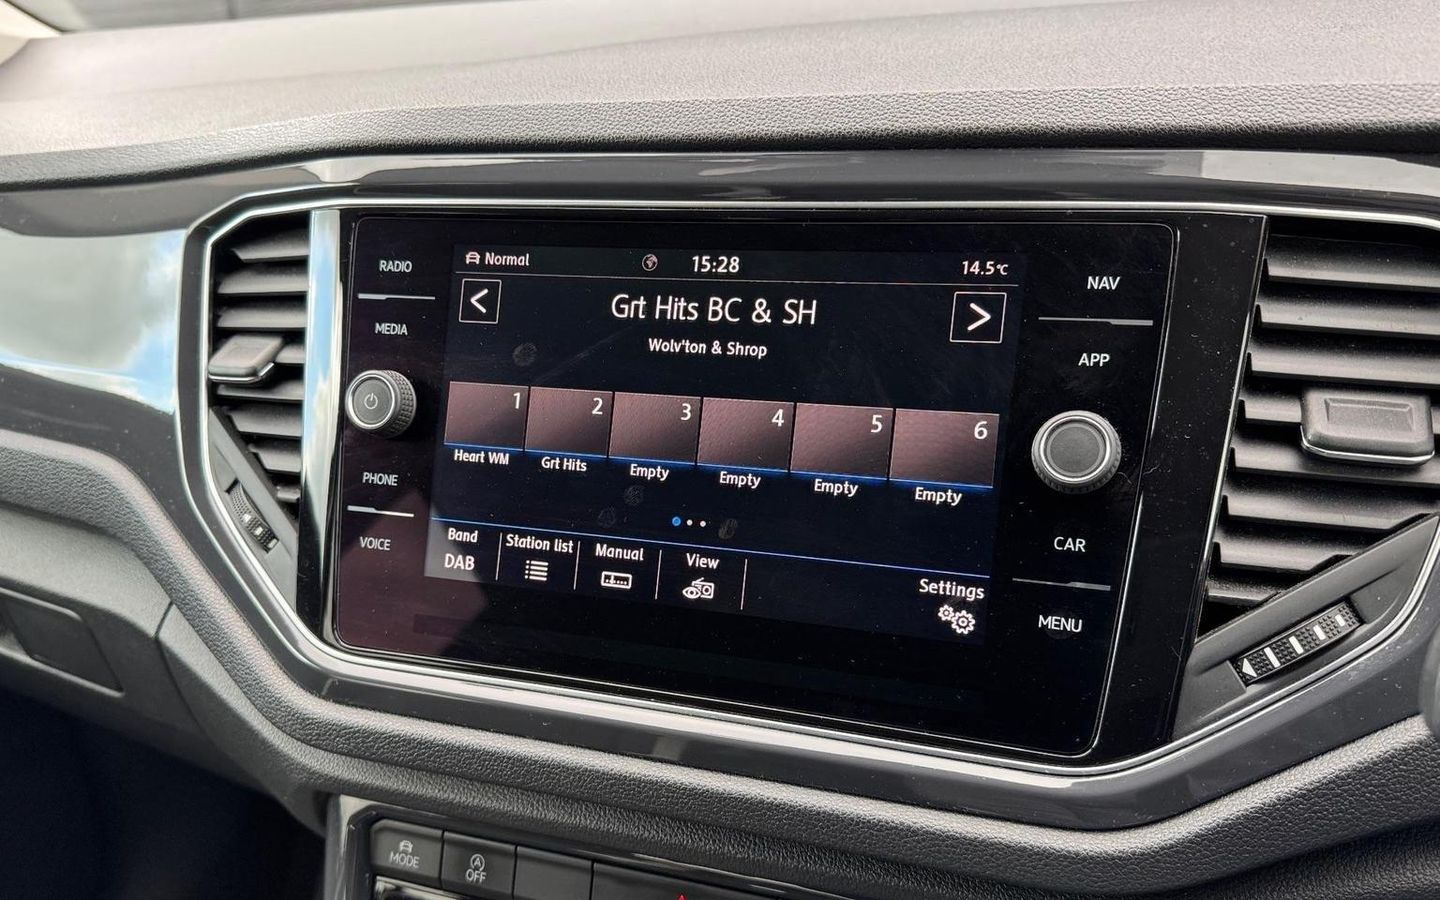 RADIO
MEDIA
PHONE
VOICE
Normal 15:28 14.5°C
< Grt Hits BC & SH >
Wolv'ton & Shrop
1 2 3 4 5 6
Heart WM Grt Hits Empty Empty Empty Empty
Band Station list Manual View Settings
DAB
NAV
APP
CAR
MENU
MODE
A
OFF